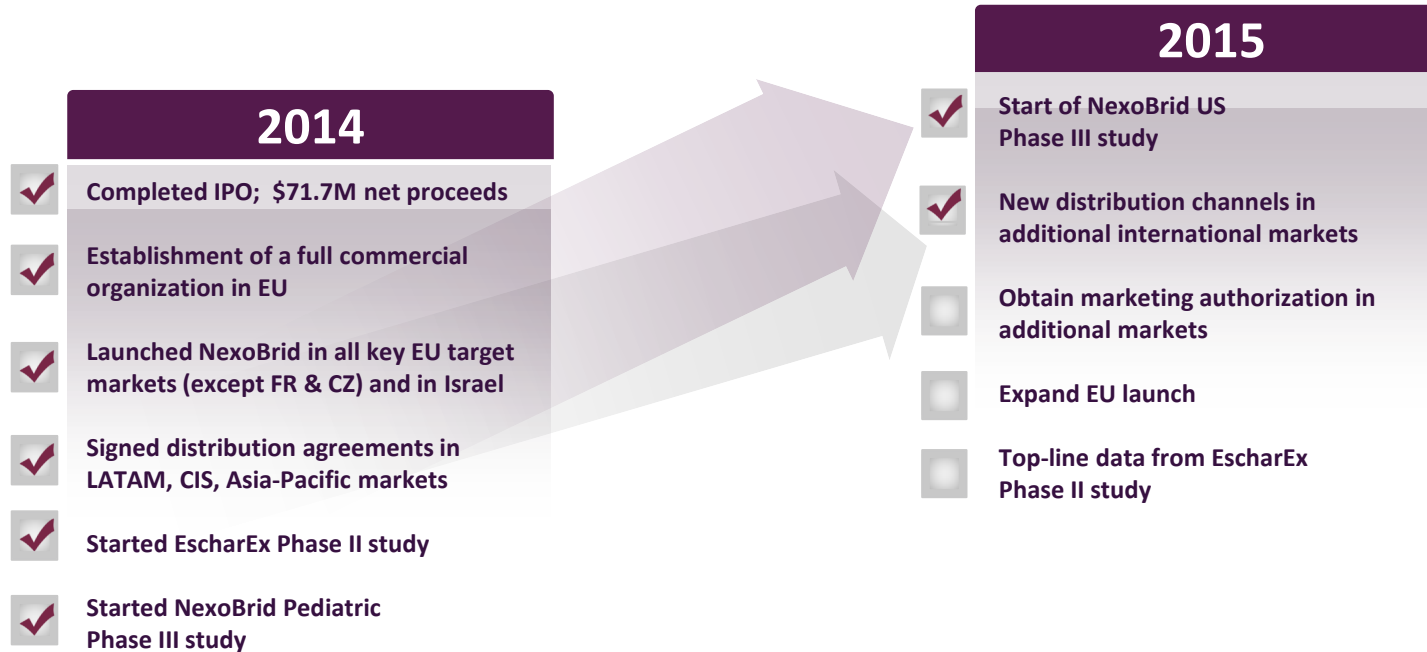 2014
Completed IPO; $71.7M net proceeds
Establishment of a full commercial
organization in EU
Launched NexoBrid in all key EU target
markets (except FR & CZ) and in Israel
Signed distribution agreements in
LATAM, CIS, Asia-Pacific markets
Started EscharEx Phase II study
Started NexoBrid Pediatric
Phase III study
2015
Start of NexoBrid US
Phase III study
New distribution channels in
additional international markets
Obtain marketing authorization in
additional markets
Expand EU launch
Top-line data from EscharEx
Phase II study